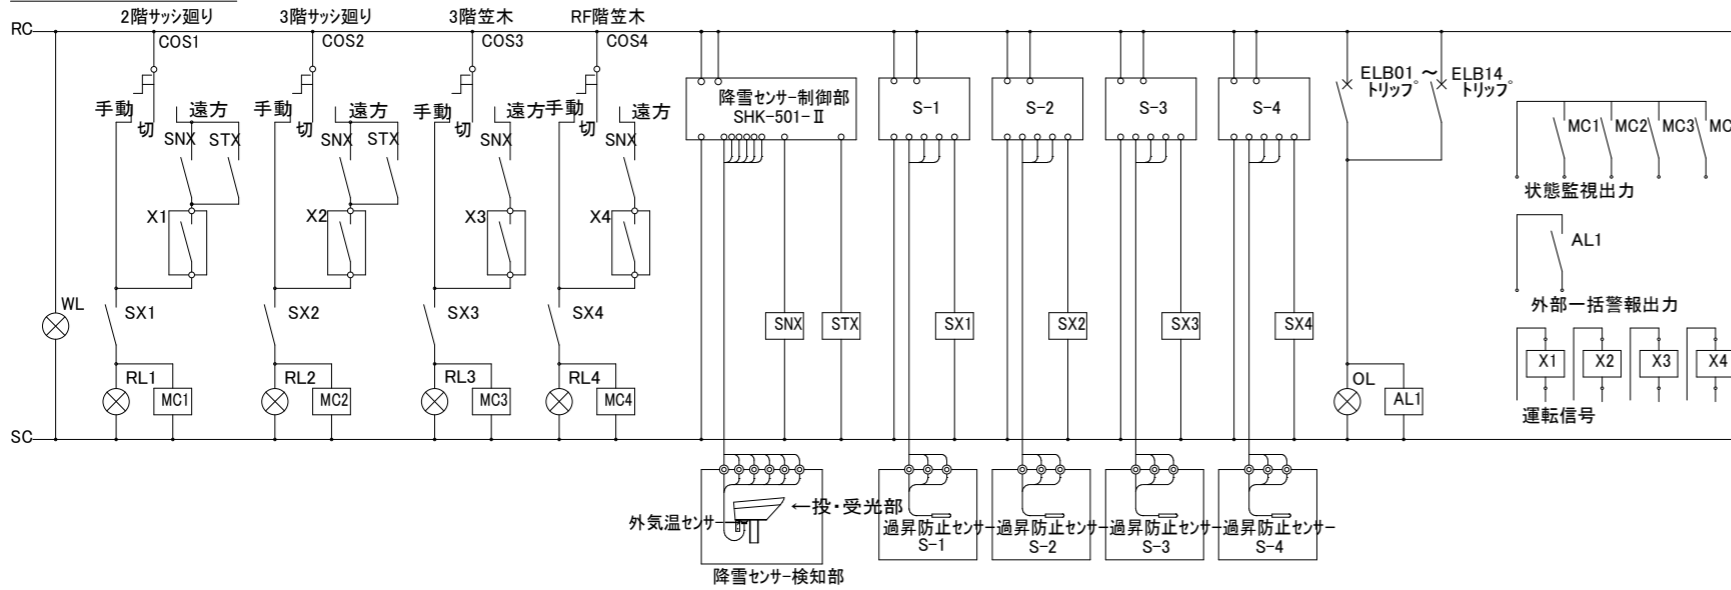 2階サッシ廻り
3階サッシ廻り
3階笠木
RF階笠木
RC
COS1
COS2
COS3
COS4
手動
切
遠方
手動
切
遠方
手動
切
遠方
手動
切
遠方
SNX
STX
SNX
STX
SNX
SNX
X1
X2
X3
X4
降雪センサー制御部
SHK-501-Ⅱ
S-1
S-2
S-3
S-4
ELB01 ～ ELB14
トリップ
トリップ
MC1
MC2
MC3
MC
状態監視出力
AL1
外部一括警報出力
WL
SX1
SX2
SX3
SX4
SNX
STX
SX1
SX2
SX3
SX4
X1
X2
X3
X4
運転信号
RL1
MC1
RL2
MC2
RL3
MC3
RL4
MC4
OL
AL1
SC
←投・受光部
外気温センサー
降雪センサー検知部
過昇防止センサー
S-1
過昇防止センサー
S-2
過昇防止センサー
S-3
過昇防止センサー
S-4